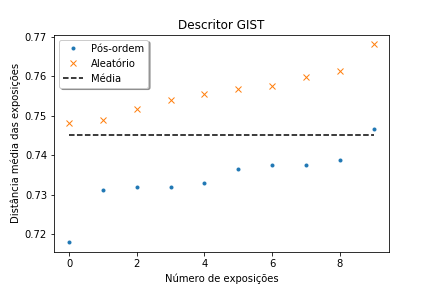 Descritor GIST
Pós-ordem
Aleatório
Média
Distância média das exposições
0.77
0.76
0.75
0.74
0.73
0.72
0 2 4 6 8
Número de exposições